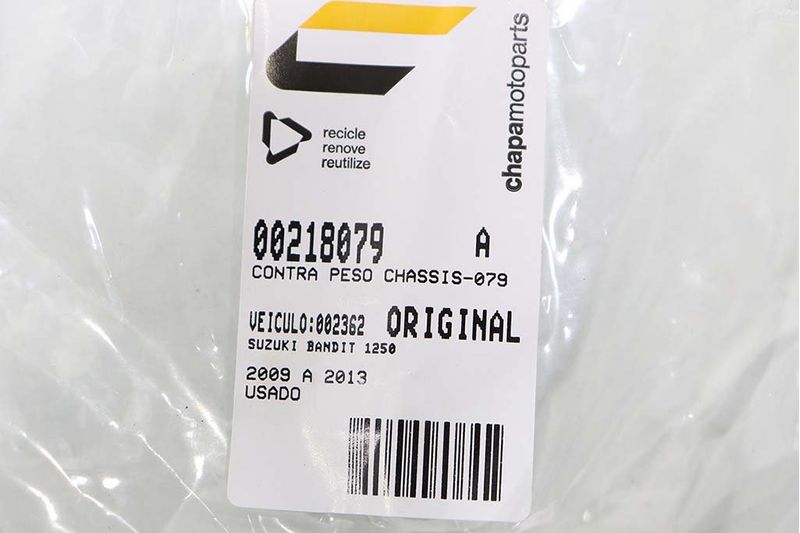 chapamotoparts
recicle
renove
reutilize
00218079 A
CONTRA PESO CHASSIS-079
VEICULO:002362 ORIGINAL
SUZUKI BANDIT 1250
2009 A 2013
USADO